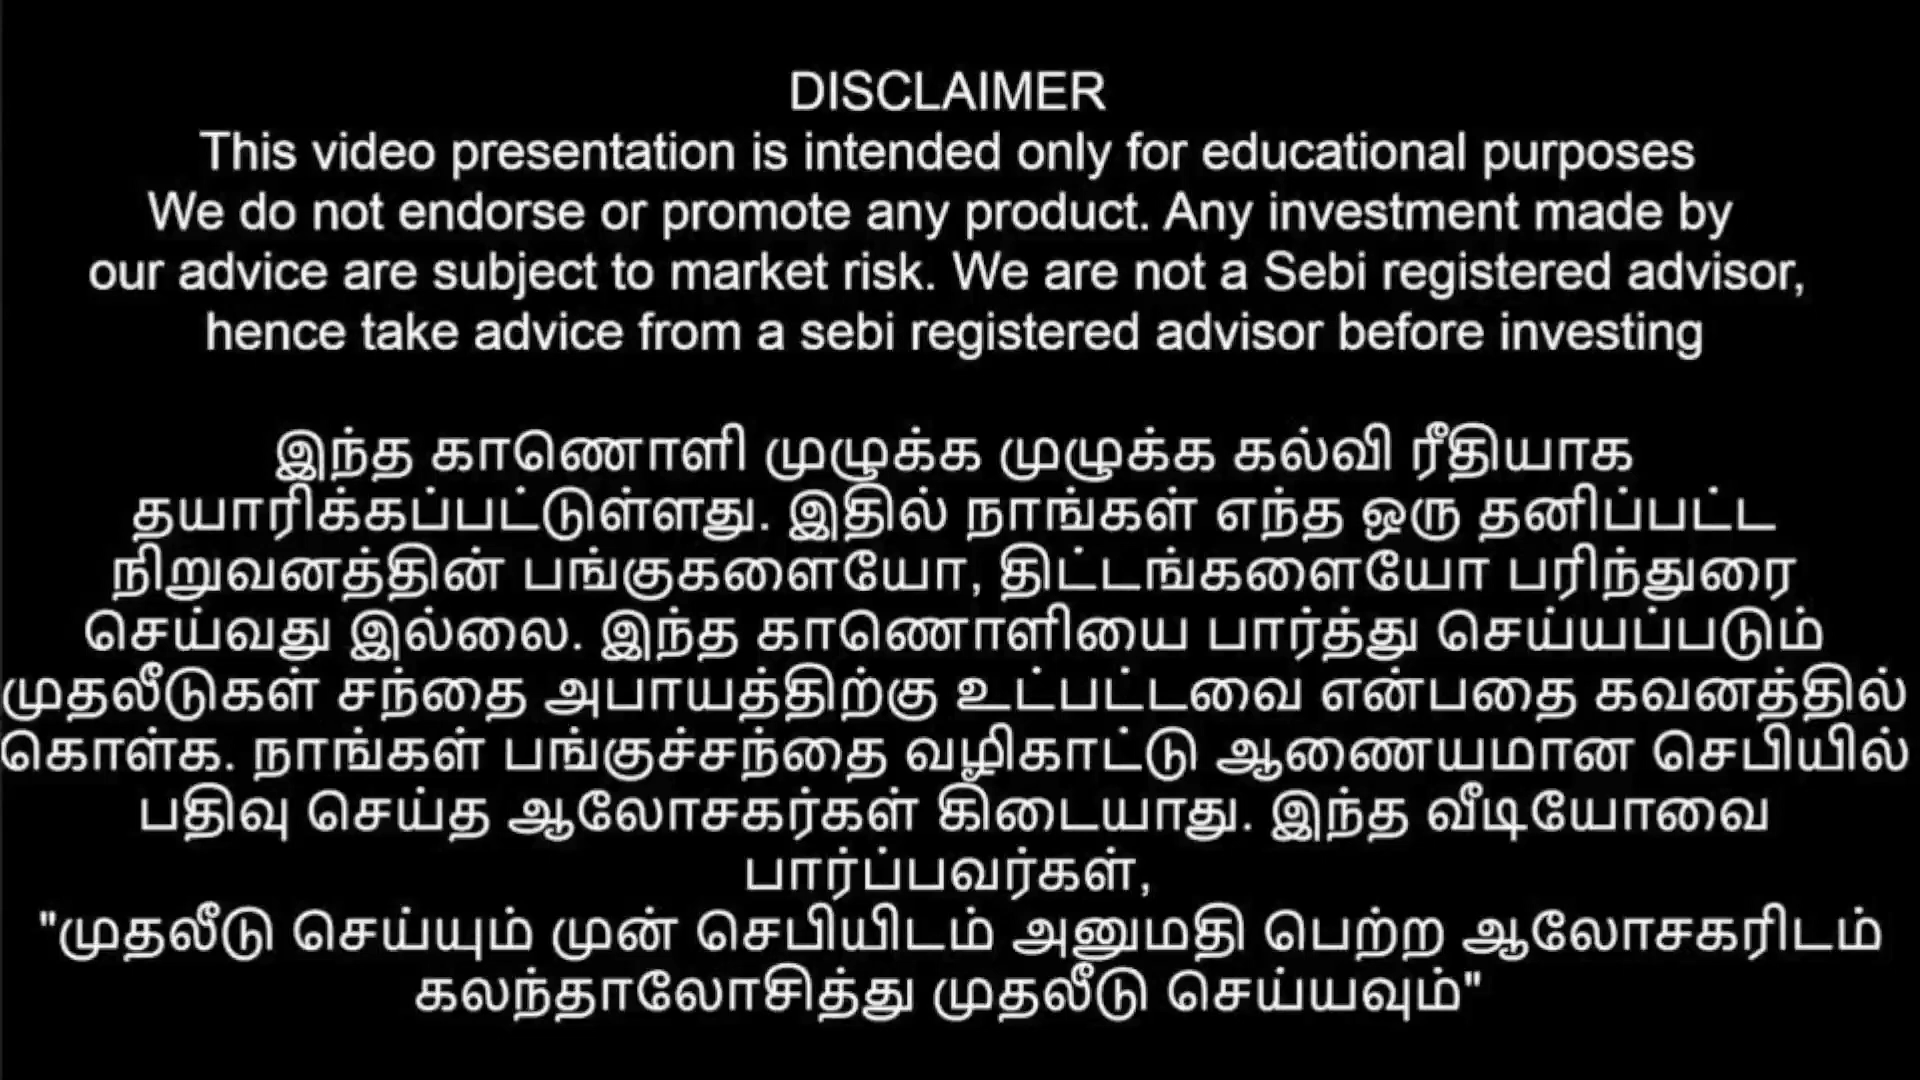 DISCLAIMER
This video presentation is intended only for educational purposes
We do not endorse or promote any product. Any investment made by
our advice are subject to market risk. We are not a Sebi registered advisor,
hence take advice from a sebi registered advisor before investing
இந்த காணொளி முழுக்க முழுக்க கல்வி ரீதியாக
தயாரிக்கப்பட்டுள்ளது. இதில் நாங்கள் எந்த ஒரு தனிப்பட்ட
நிறுவனத்தின் பங்குகளையோ, திட்டங்களையோ பரிந்துரை
செய்வது இல்லை. இந்த காணொளியை பார்த்து செய்யப்படும்
முதலீடுகள் சந்தை அபாயத்திற்கு உட்பட்டவை என்பதை கவனத்தில்
கொள்க. நாங்கள் பங்குச்சந்தை வழிகாட்டு ஆணையமான செபியில்
பதிவு செய்த ஆலோசகர்கள் கிடையாது. இந்த வீடியோவை
பார்ப்பவர்கள்,
"முதலீடு செய்யும் முன் செபியிடம் அனுமதி பெற்ற ஆலோசகரிடம்
கலந்தாலோசித்து முதலீடு செய்யவும்"